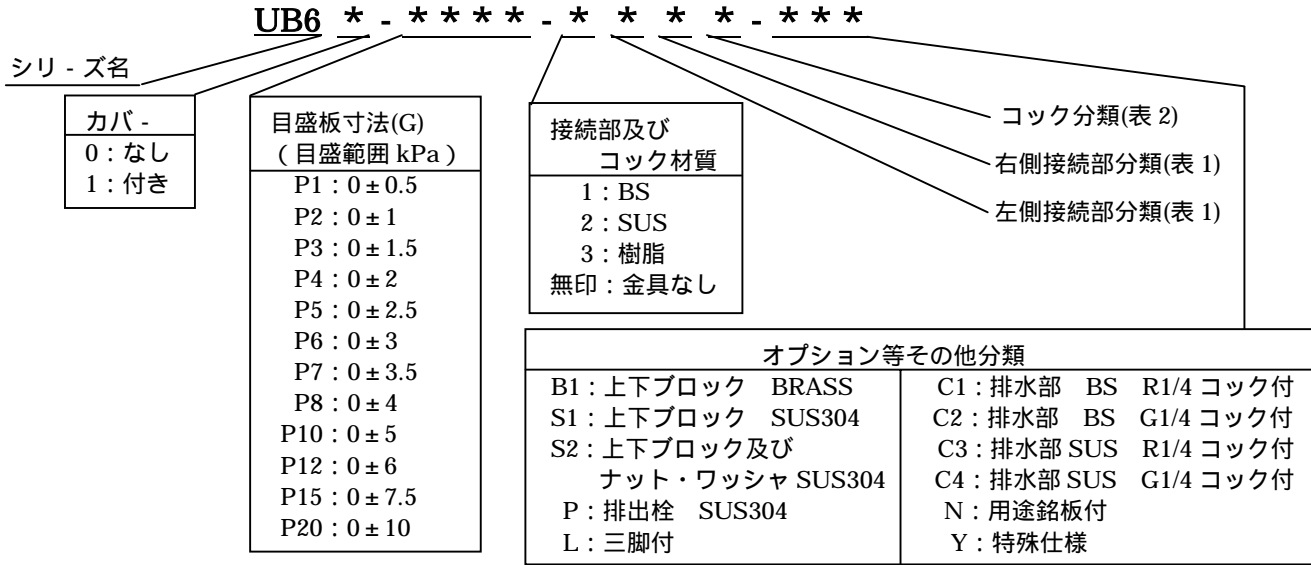 UB6 * - * * * * - * * * * - * * *
シリ - ズ名
カバ -
0：なし
1：付き
目盛板寸法(G)
（目盛範囲 kPa）
P1：0±0.5
P2：0±1
P3：0±1.5
P4：0±2
P5：0±2.5
P6：0±3
P7：0±3.5
P8：0±4
P10：0±5
P12：0±6
P15：0±7.5
P20：0±10
接続部及び
コック材質
1：BS
2：SUS
3：樹脂
無印：金具なし
コック分類(表 2)
右側接続部分類(表 1)
左側接続部分類(表 1)
オプション等その他分類
B1：上下ブロック　BRASS
S1：上下ブロック　SUS304
S2：上下ブロック及び
ナット・ワッシャ SUS304
P：排出栓　SUS304
L：三脚付
C1：排水部　BS　R1/4 コック付
C2：排水部　BS　G1/4 コック付
C3：排水部 SUS　R1/4 コック付
C4：排水部 SUS　G1/4 コック付
N：用途銘板付
Y：特殊仕様